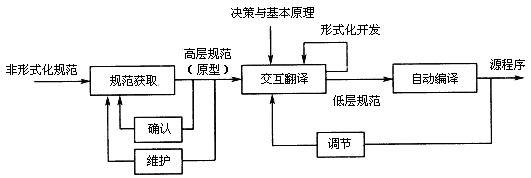 决策与基本原理
形式化开发
高层规范
（原型）
非形式化规范
规范获取
交互翻译
自动编译
源程序
低层规范
确认
调节
维护